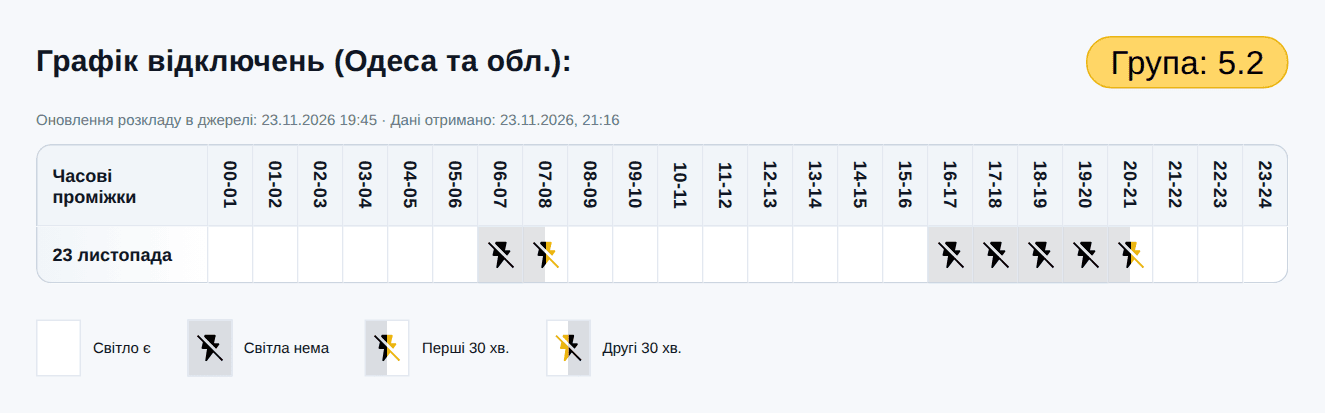 Графік відключень (Одеса та обл.):
Група: 5.2
Оновлення розкладу в джерелі: 23.11.2026 19:45 · Дані отримано: 23.11.2026, 21:16
Часові
проміжки
00-01
01-02
02-03
03-04
04-05
05-06
06-07
07-08
08-09
09-10
10-11
11-12
12-13
13-14
14-15
15-16
16-17
17-18
18-19
19-20
20-21
21-22
22-23
23-24
23 листопада
Світло є
Світла нема
Перші 30 хв.
Другі 30 хв.